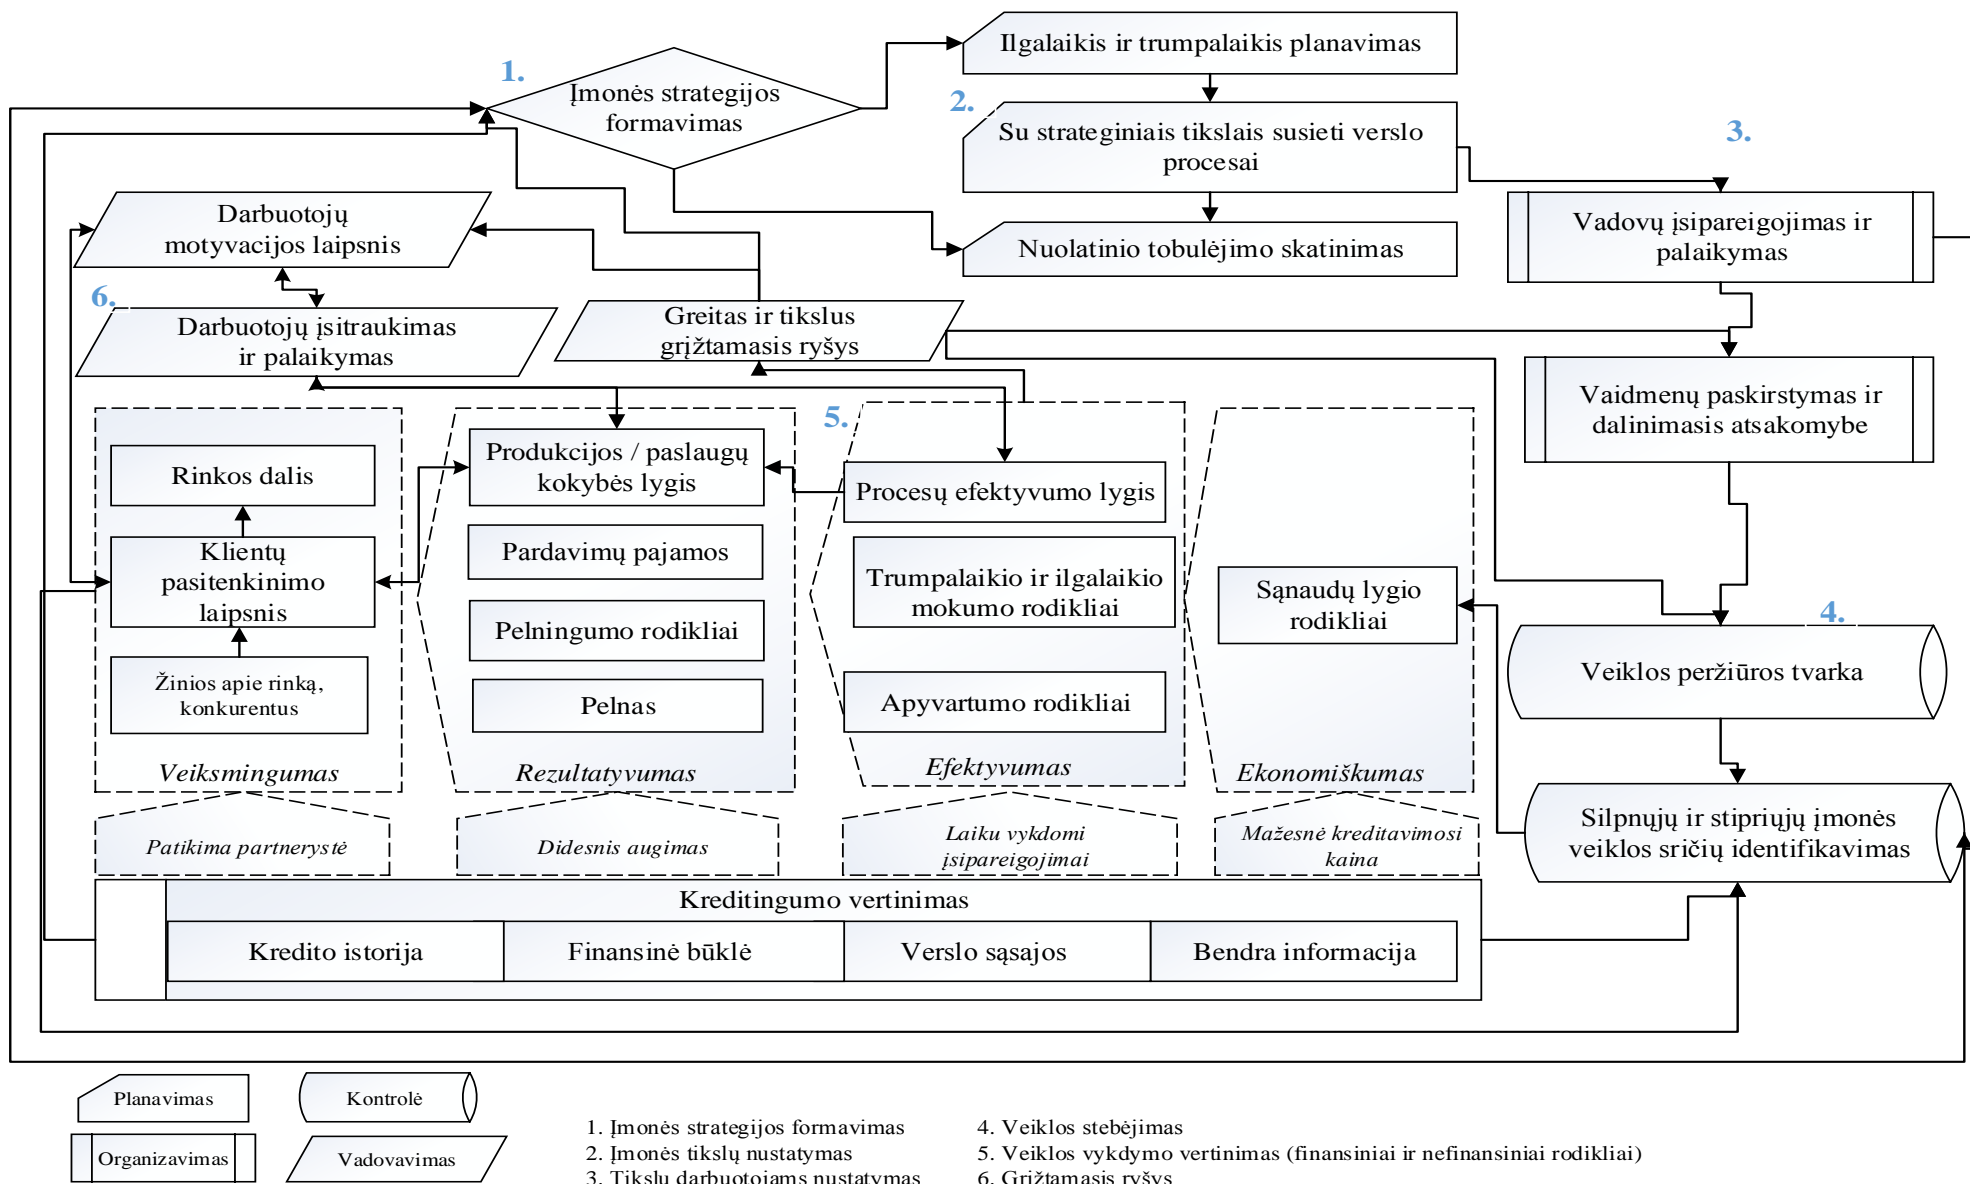 1.
Įmonės strategijos
formavimas
Ilgalaikis ir trumpalaikis planavimas
2.
Su strateginiais tikslais susieti verslo
procesai
Nuolatinio tobulėjimo skatinimas
3.
Vadovų įsipareigojimas ir
palaikymas
Vaidmenų paskirstymas ir
dalinimasis atsakomybe
Darbuotojų
motyvacijos laipsnis
6.
Darbuotojų įsitraukimas
ir palaikymas
Greitas ir tikslus
grįžtamasis ryšys
Rinkos dalis
Klientų
pasitenkinimo
laipsnis
Žinios apie rinką,
konkurentus
Veiksmingumas
Produkcijos / paslaugų
kokybės lygis
Pardavimų pajamos
Pelningumo rodikliai
Pelnas
Rezultatyvumas
5.
Procesų efektyvumo lygis
Trumpalaikio ir ilgalaikio
mokumo rodikliai
Apyvartumo rodikliai
Efektyvumas
Sąnaudų lygio
rodikliai
Ekonomiškumas
4.
Veiklos peržiūros tvarka
Silpnųjų ir stipriųjų įmonės
veiklos sričių identifikavimas
Patikima partnerystė
Didesnis augimas
Laiku vykdomi
įsipareigojimai
Mažesnė kreditavimosi
kaina
Kreditingumo vertinimas
Kredito istorija
Finansinė būklė
Verslo sąsajos
Bendra informacija
Planavimas
Kontrolė
Organizavimas
Vadovavimas
1. Įmonės strategijos formavimas
2. Įmonės tikslų nustatymas
3. Tikslų darbuotojams nustatymas
4. Veiklos stebėjimas
5. Veiklos vykdymo vertinimas (finansiniai ir nefinansiniai rodikliai)
6. Grižtamasis ryšys